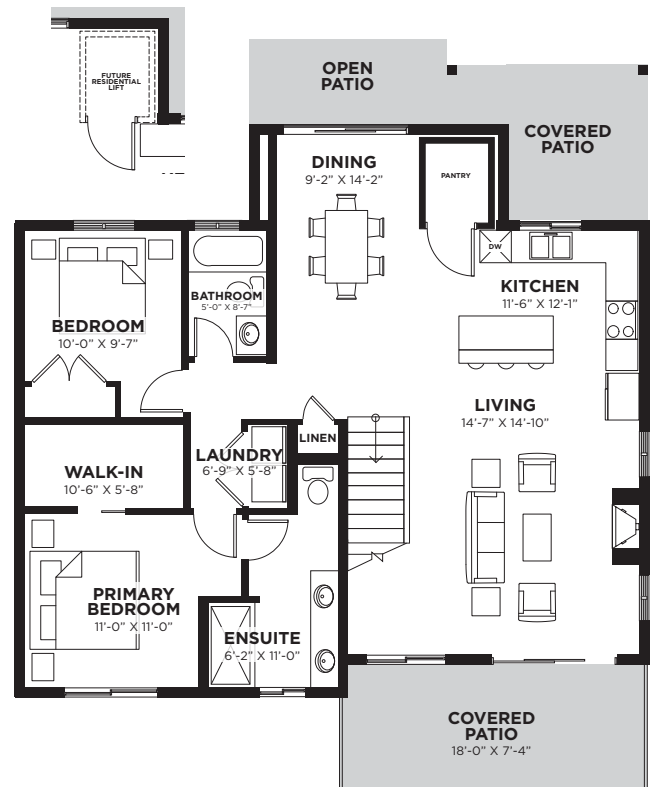 FUTURE
RESIDENTIAL
LIFT
OPEN
PATIO
COVERED
PATIO
DINING
9'-2" X 14'-2"
PANTRY
DW
KITCHEN
11'-6" X 12'-1"
BATHROOM
5'-0" X 8'-7"
BEDROOM
10'-0" X 9'-7"
LIVING
14'-7" X 14'-10"
LINEN
LAUNDRY
6'-9" X 5'-8"
WALK-IN
10'-6" X 5'-8"
PRIMARY
BEDROOM
11'-0" X 11'-0"
ENSUITE
6'-2" X 11'-0"
COVERED
PATIO
18'-0" X 7'-4"